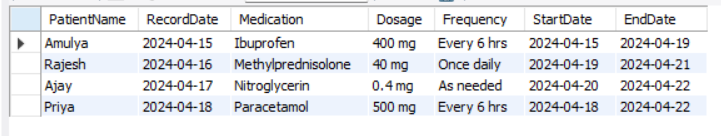 PatientName RecordDate Medication Dosage Frequency StartDate EndDate
Amulya 2024-04-15 Ibuprofen 400 mg Every 6 hrs 2024-04-15 2024-04-19
Rajesh 2024-04-16 Methylprednisolone 40 mg Once daily 2024-04-19 2024-04-21
Ajay 2024-04-17 Nitroglycerin 0.4 mg As needed 2024-04-20 2024-04-22
Priya 2024-04-18 Paracetamol 500 mg Every 6 hrs 2024-04-18 2024-04-22